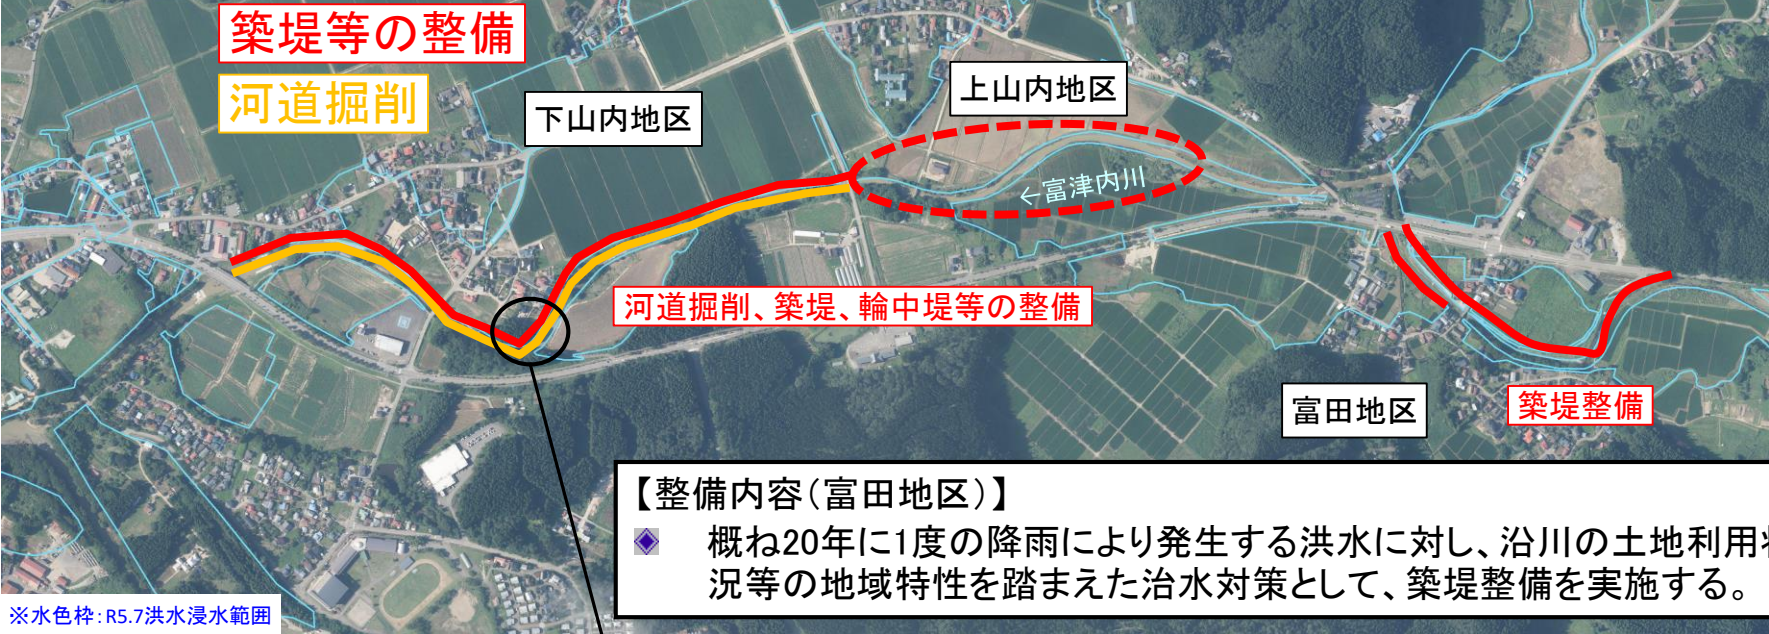 築堤等の整備
河道掘削
下山内地区
上山内地区
←富津内川
河道掘削、築堤、輪中堤等の整備
富田地区
築堤整備
【整備内容(富田地区)】
概ね20年に1度の降雨により発生する洪水に対し、沿川の土地利用状
況等の地域特性を踏まえた治水対策として、築堤整備を実施する。
※水色枠:R5.7洪水浸水範囲